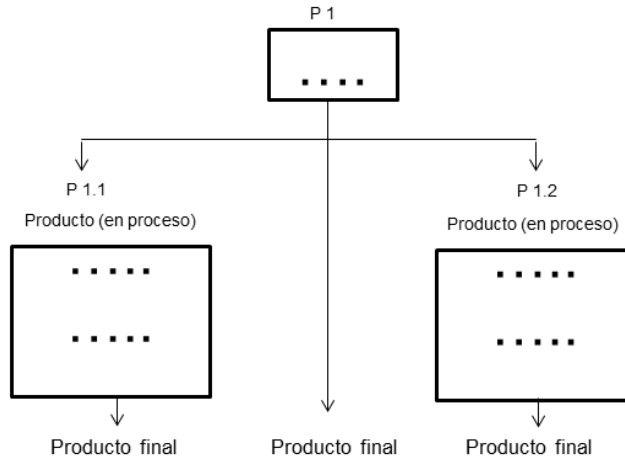 P 1
P 1.1
P 1.2
Producto (en proceso)
Producto (en proceso)
Producto final
Producto final
Producto final